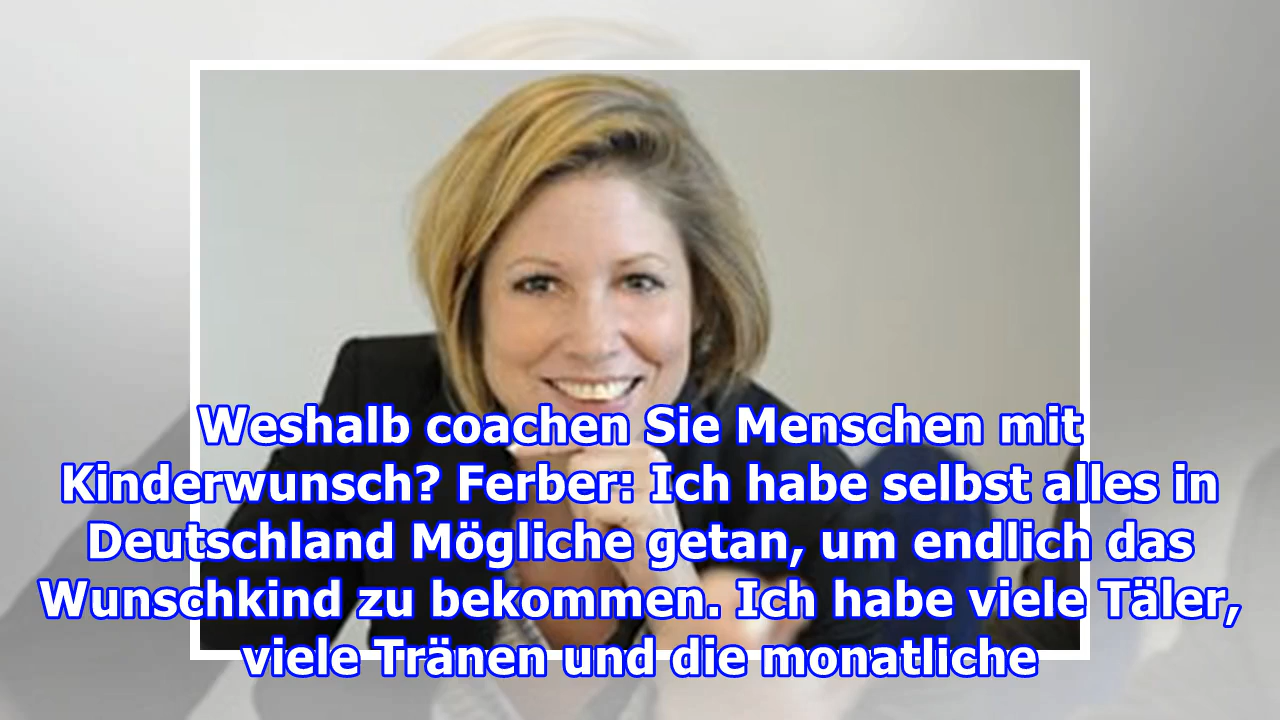 Weshalb coachen Sie Menschen mit
Kinderwunsch? Ferber: Ich habe selbst alles in
Deutschland Mögliche getan, um endlich das
Wunschkind zu bekommen. Ich habe viele Täler,
viele Tränen und die monatliche